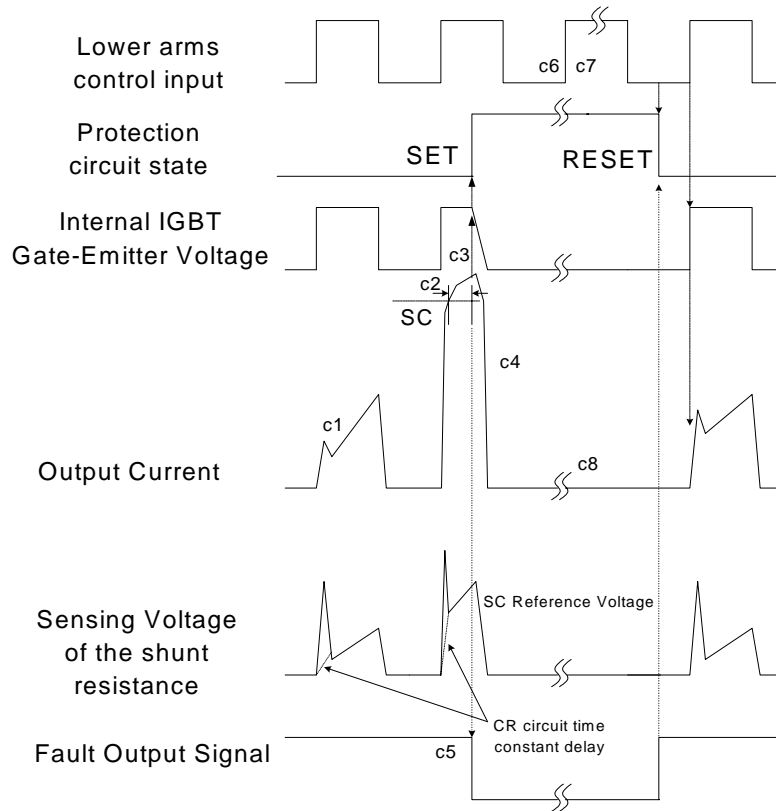 Lower arms
control input
c6 c7
Protection
circuit state
SET
RESET
Internal IGBT
Gate-Emitter Voltage
c3
c2
SC
c4
c1
Output Current
c8
SC Reference Voltage
Sensing Voltage
of the shunt
resistance
CR circuit time
constant delay
Fault Output Signal
c5